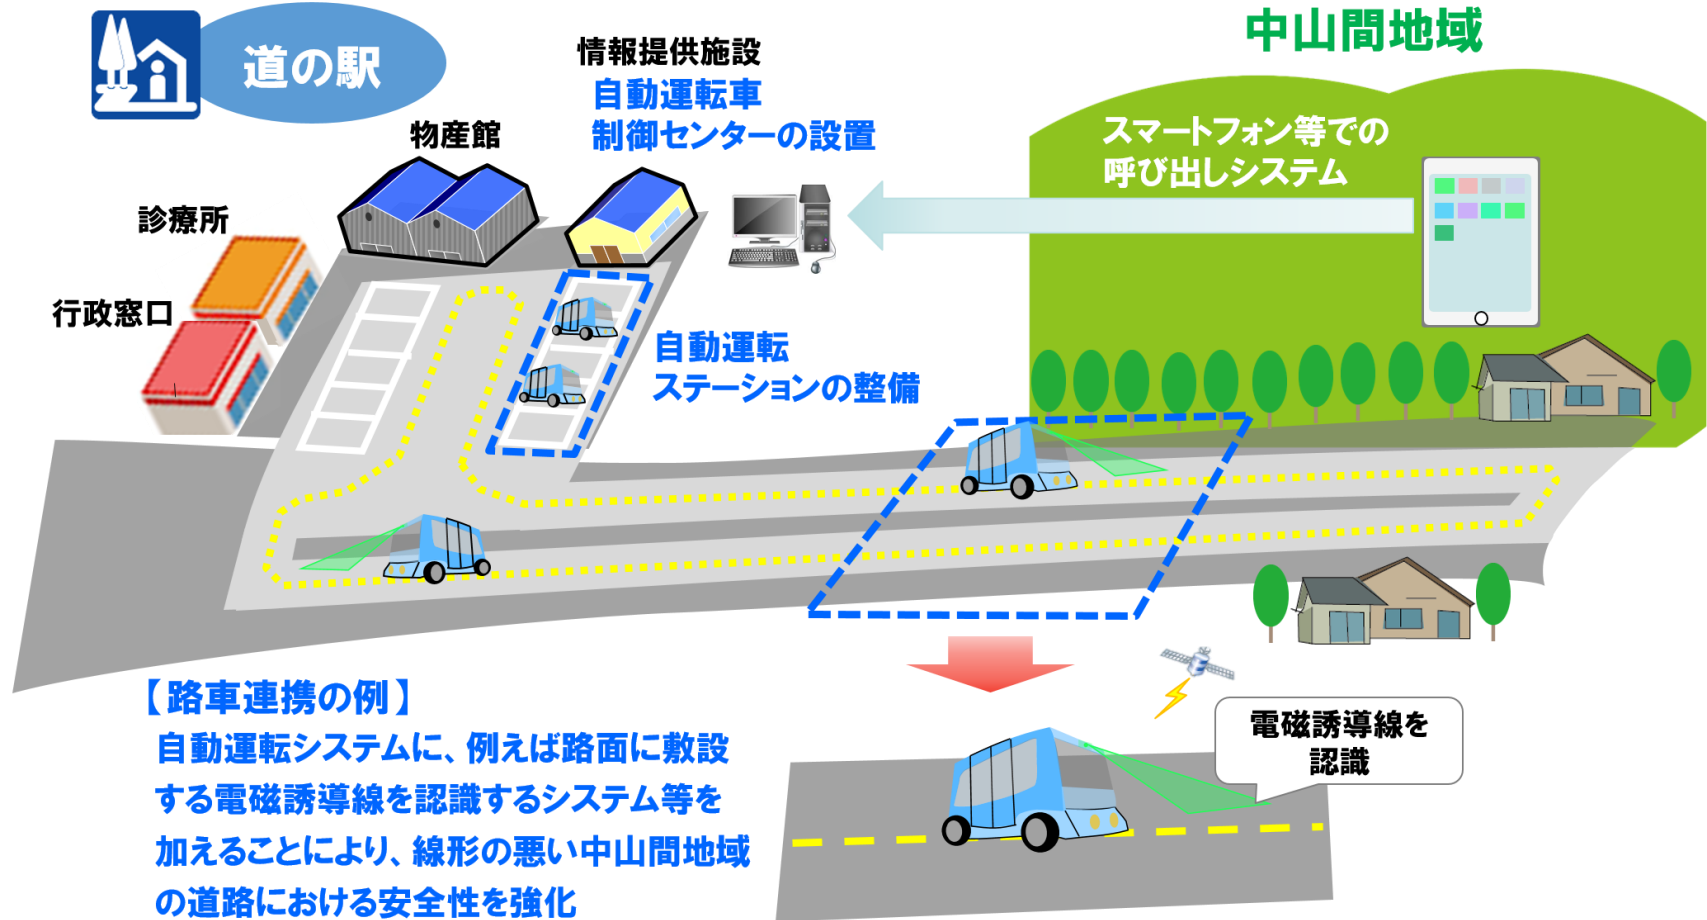 道の駅
情報提供施設
自動運転車
制御センターの設置
物産館
診療所
行政窓口
自動運転
ステーションの整備
中山間地域
スマートフォン等での
呼び出しシステム
【路車連携の例】
自動運転システムに、例えば路面に敷設
する電磁誘導線を認識するシステム等を
加えることにより、線形の悪い中山間地域
の道路における安全性を強化
電磁誘導線を
認識